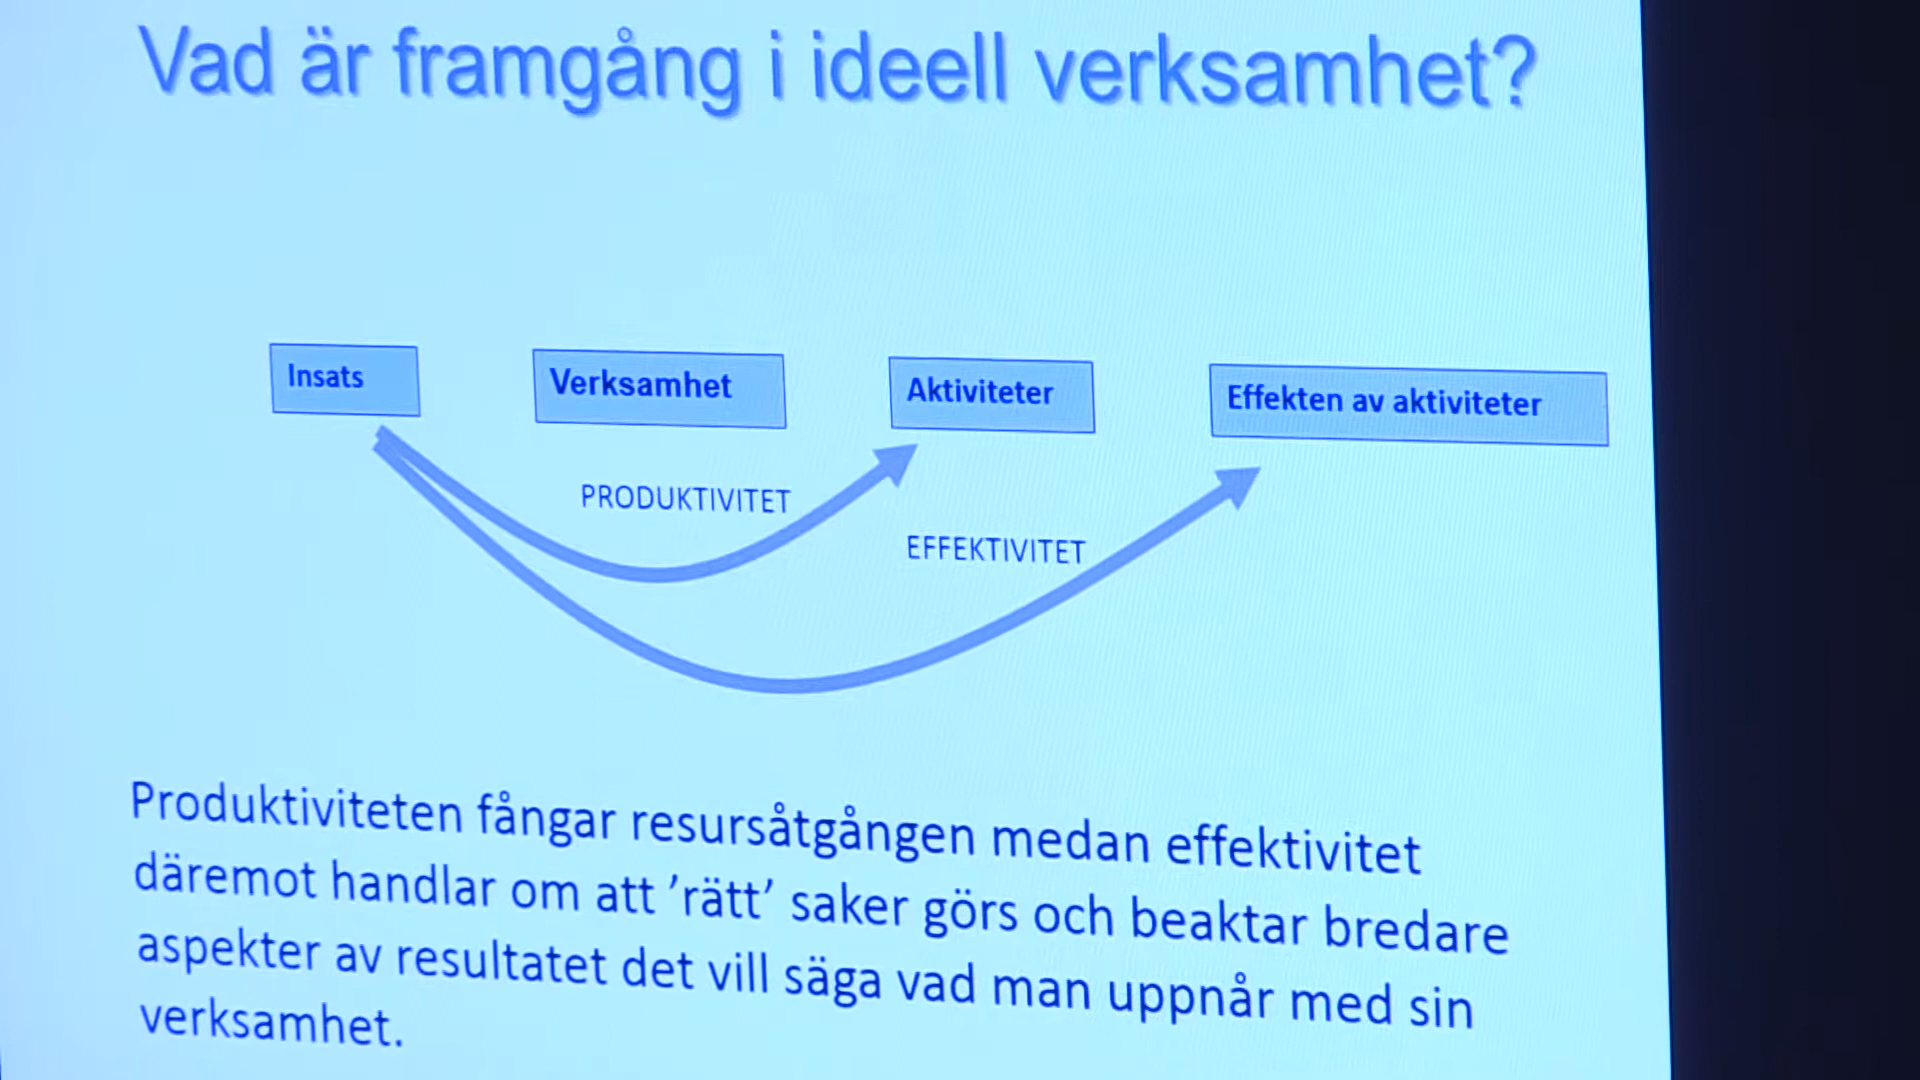 Vad är framgång i ideell verksamhet?
Insats
Verksamhet
Aktiviteter
Effekten av aktiviteter
PRODUKTIVITET
EFFEKTIVITET
Produktiviteten fångar resursåtgången medan effektivitet
däremot handlar om att ’rätt’ saker görs och beaktar bredare
aspekter av resultatet det vill säga vad man uppnår med sin
verksamhet.